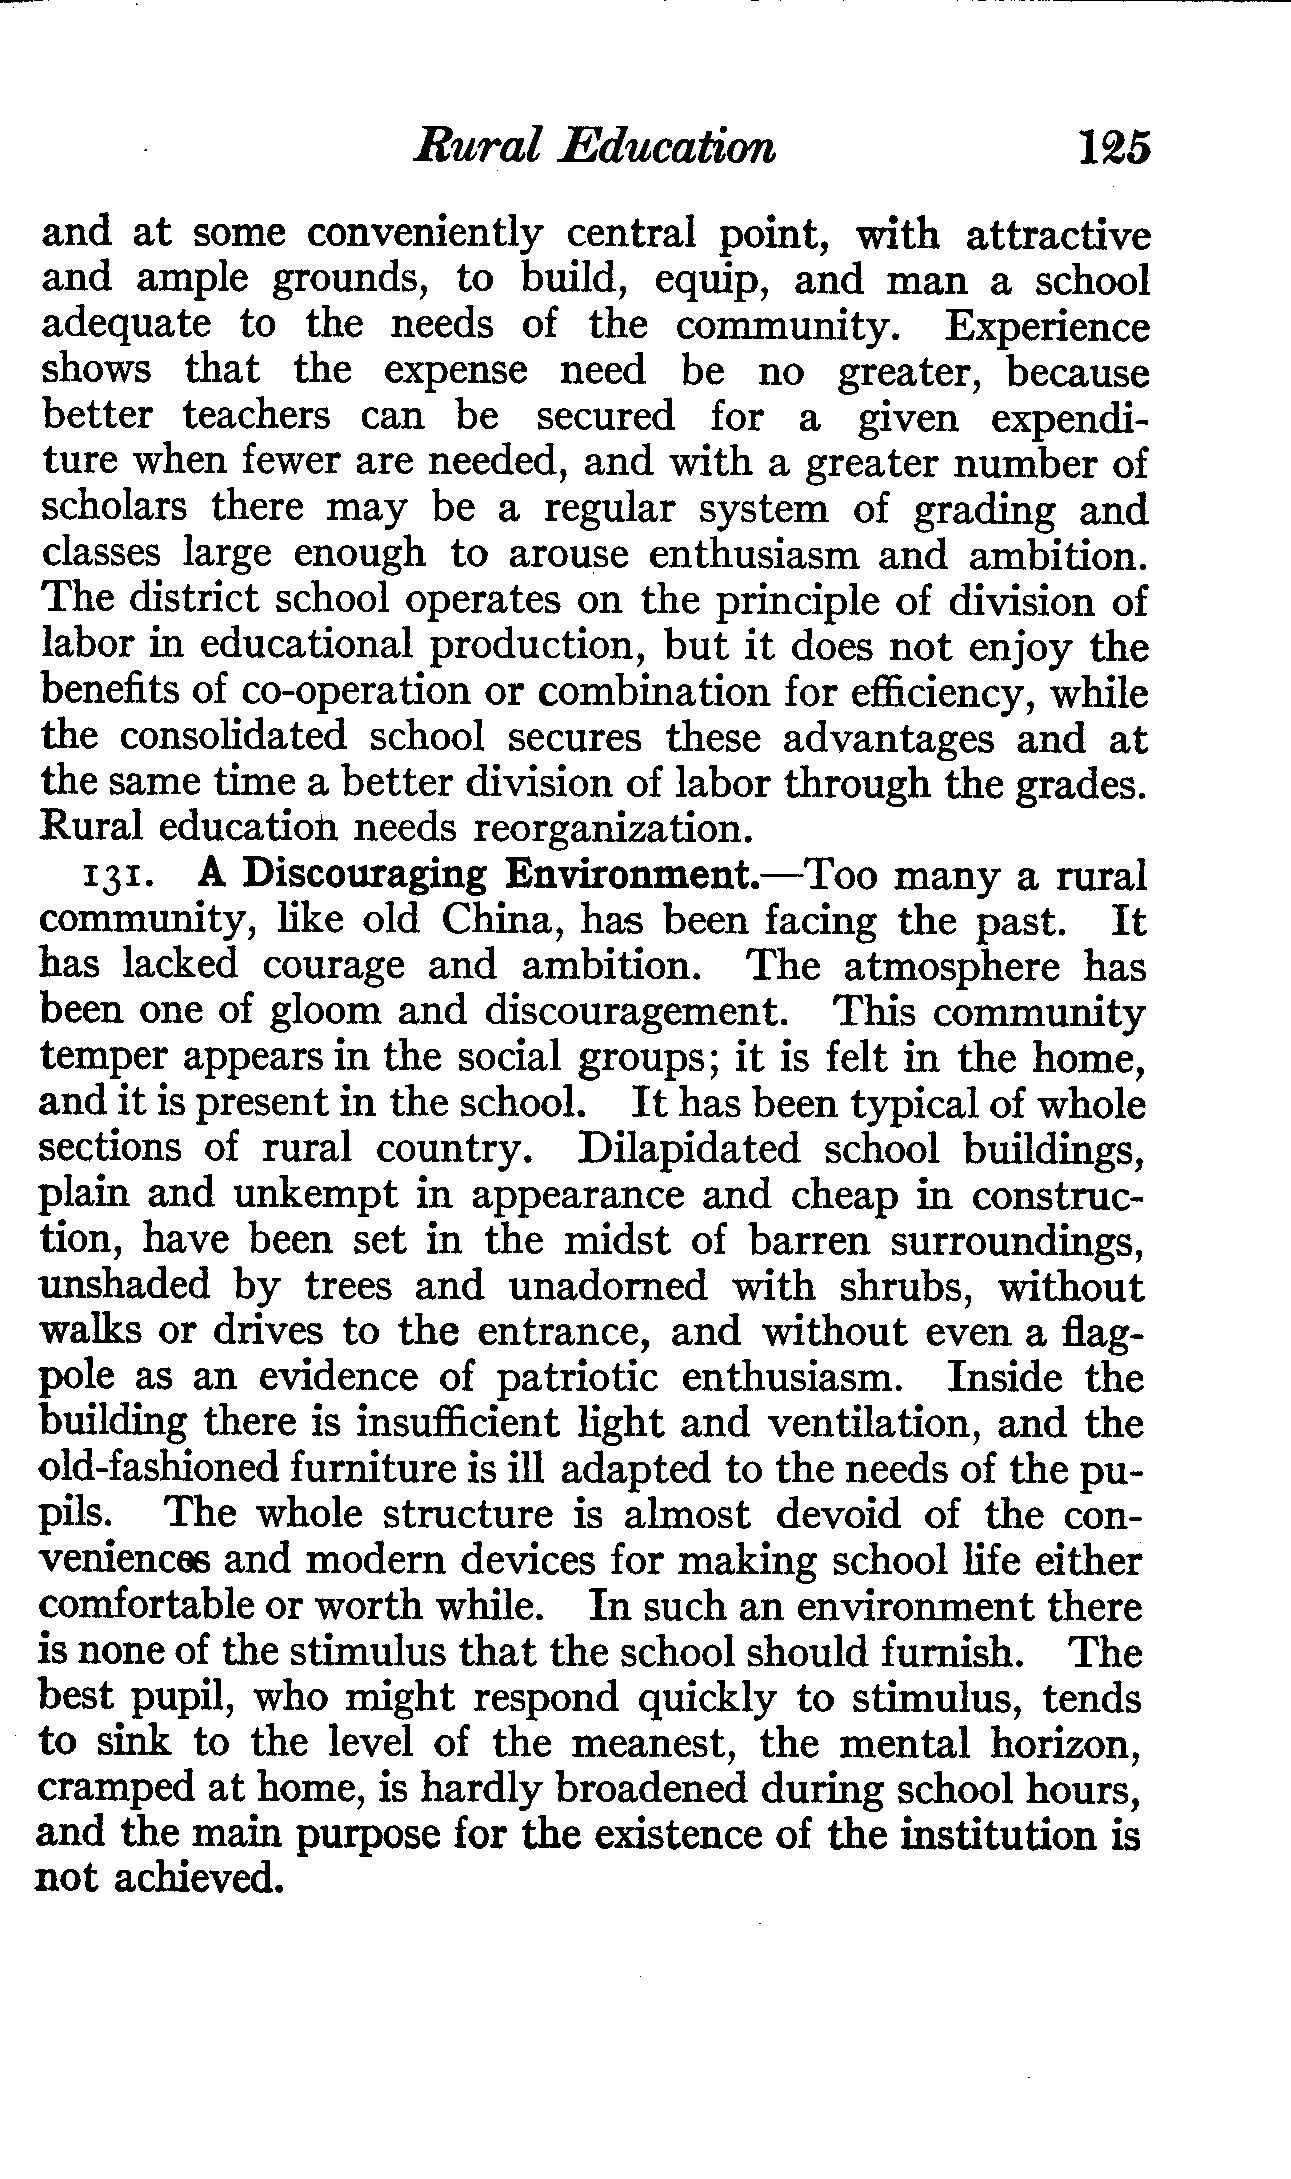 Rural Education 125
and at some conveniently central point, with attractive
and ample grounds, to build, equip, and man a school
adequate to the needs of the community. Experience
shows that the expense need be no greater, because
better teachers can be secured for a given expendi-
ture when fewer are needed, and with a greater number of
scholars there may be a regular system of grading and
classes large enough to arouse enthusiasm and ambition.
The district school operates on the principle of division of
labor in educational production, but it does not enjoy the
benefits of co-operation or combination for efficiency, while
the consolidated school secures these advantages and at
the same time a better division of labor through the grades.
Rural education needs reorganization.
131. A Discouraging Environment.—Too many a rural
community, like old China, has been facing the past. It
has lacked courage and ambition. The atmosphere has
been one of gloom and discouragement. This community
temper appears in the social groups; it is felt in the home,
and it is present in the school. It has been typical of whole
sections of rural country. Dilapidated school buildings,
plain and unkempt in appearance and cheap in construc-
tion, have been set in the midst of barren surroundings,
unshaded by trees and unadorned with shrubs, without
walks or drives to the entrance, and without even a flag-
pole as an evidence of patriotic enthusiasm. Inside the
building there is insufficient light and ventilation, and the
old-fashioned furniture is ill adapted to the needs of the pu-
pils. The whole structure is almost devoid of the con-
veniences and modern devices for making school life either
comfortable or worth while. In such an environment there
is none of the stimulus that the school should furnish. The
best pupil, who might respond quickly to stimulus, tends
to sink to the level of the meanest, the mental horizon,
cramped at home, is hardly broadened during school hours,
and the main purpose for the existence of the institution is
not achieved.